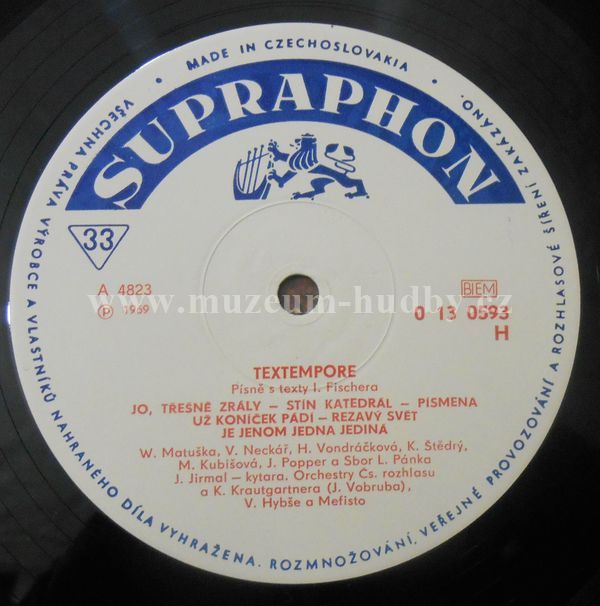 MADE IN CZECHOSLOVAKIA
SUPRAPHON
33
A 4823
℗ 1969
BIEM
0 13 0593
H
www.muzeum-hudby.cz
TEXTEMPORE
Písně s texty I. Fischera
JO, TŘEŠNĚ ZRÁLY – STÍN KATEDRÁL – PÍSMENA
UŽ KONÍČEK PÁDÍ – REZAVÝ SVĚT
JE JENOM JEDNA JEDINÁ
W. Matuška, V. Neckář, H. Vondráčková, K. Štědrý,
M. Kubišová, J. Popper a Sbor L. Pánka
J. Jirmal – kytara. Orchestry Čs. rozhlasu
a K. Krautgartnera (J. Vobruba),
V. Hybše a Mefisto
VŠECHNA PRÁVA VÝROBCE A VLASTNÍKŮ NAHRANÉHO DÍLA VYHRAŽENA. ROZMNOŽOVÁNÍ, VEŘEJNÉ PROVOZOVÁNÍ A ROZHLASOVÉ ŠÍŘENÍ ZAKÁZÁNO.